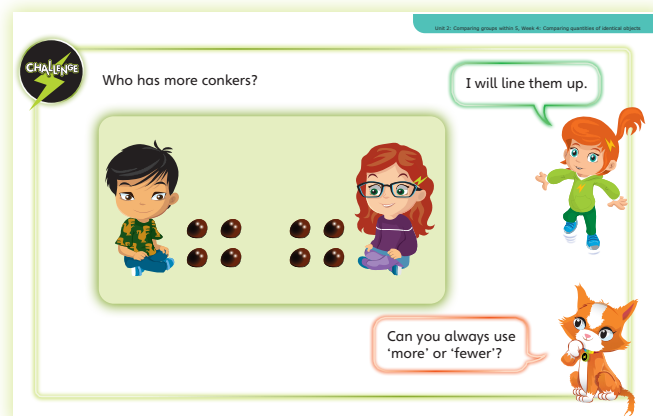 Unit 2: Comparing groups within 5, Week 4: Comparing quantities of identical objects
CHALLENGE
Who has more conkers?
I will line them up.
Can you always use
‘more’ or ‘fewer’?